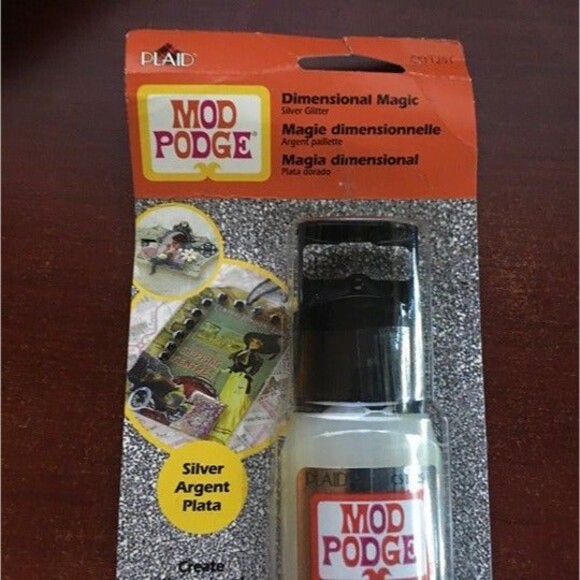 PLAID
MOD
PODGE
Dimensional Magic
Silver Glitter
Magie dimensionnelle
Argent pailleté
Magia dimensional
Plata dorado
Silver
Argent
Plata
Create
PLAID
MOD
PODGE